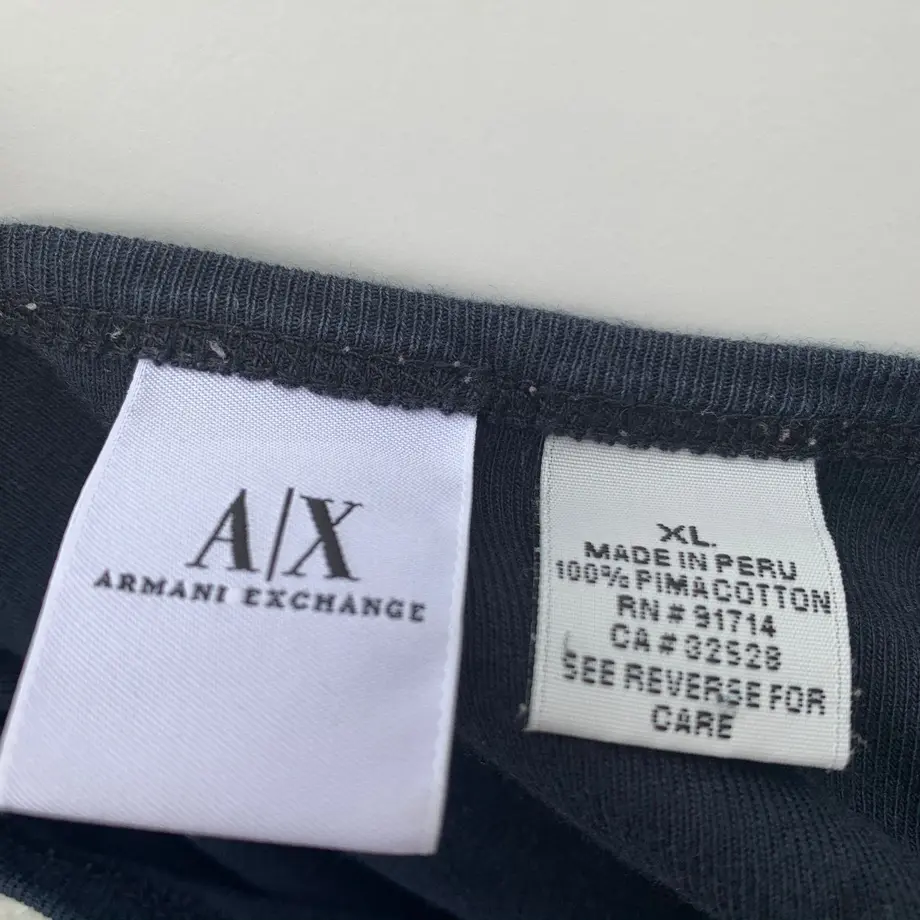 A|X
ARMANI EXCHANGE
XL.
MADE IN PERU
100% PIMA COTTON
RN # 91714
CA # 32528
SEE REVERSE FOR
CARE